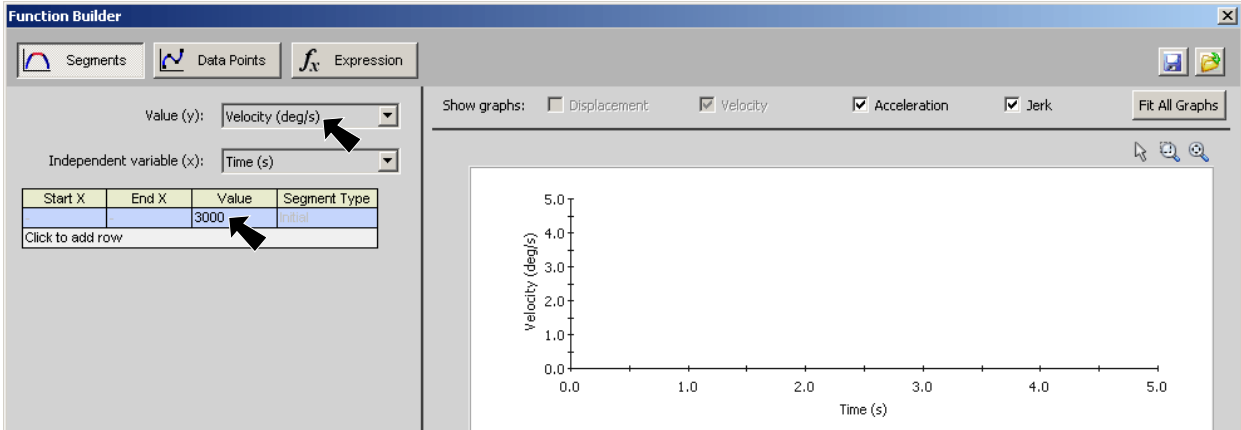 Function Builder
Segments Data Points fx Expression
Value (y): Velocity (deg/s)
Independent variable (x): Time (s)
Start X End X Value Segment Type
- - 3000 Initial
Click to add row
Show graphs: Displacement Velocity Acceleration Jerk Fit All Graphs
5.0
4.0
3.0
2.0
1.0
0.0
Velocity (deg/s)
0.0 1.0 2.0 3.0 4.0 5.0
Time (s)